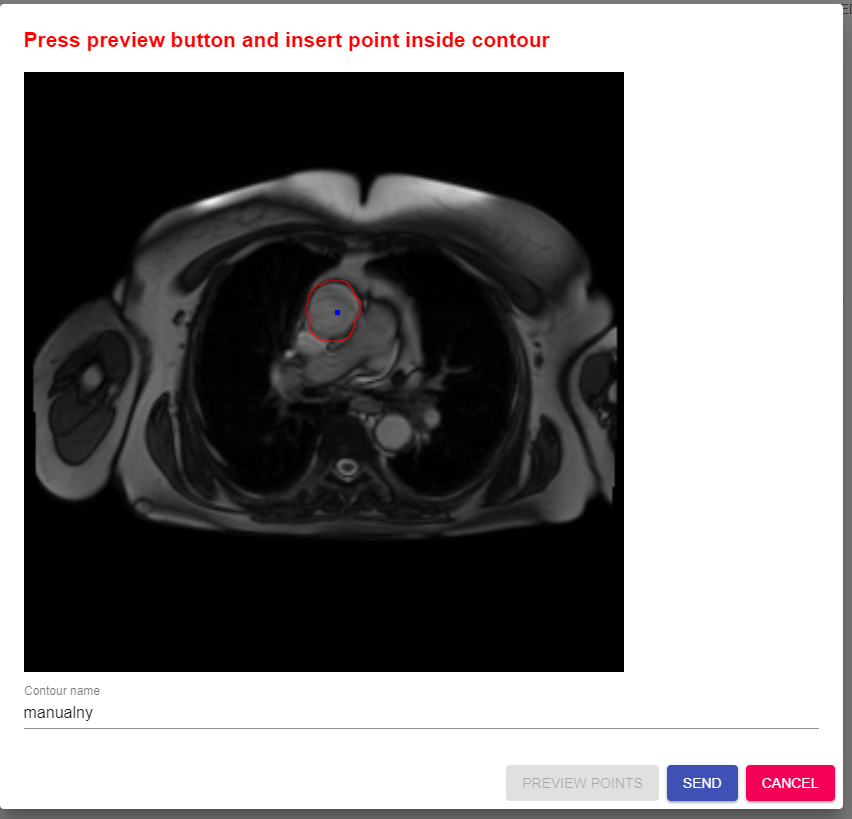 Press preview button and insert point inside contour
Contour name
manualny
PREVIEW POINTS
SEND
CANCEL